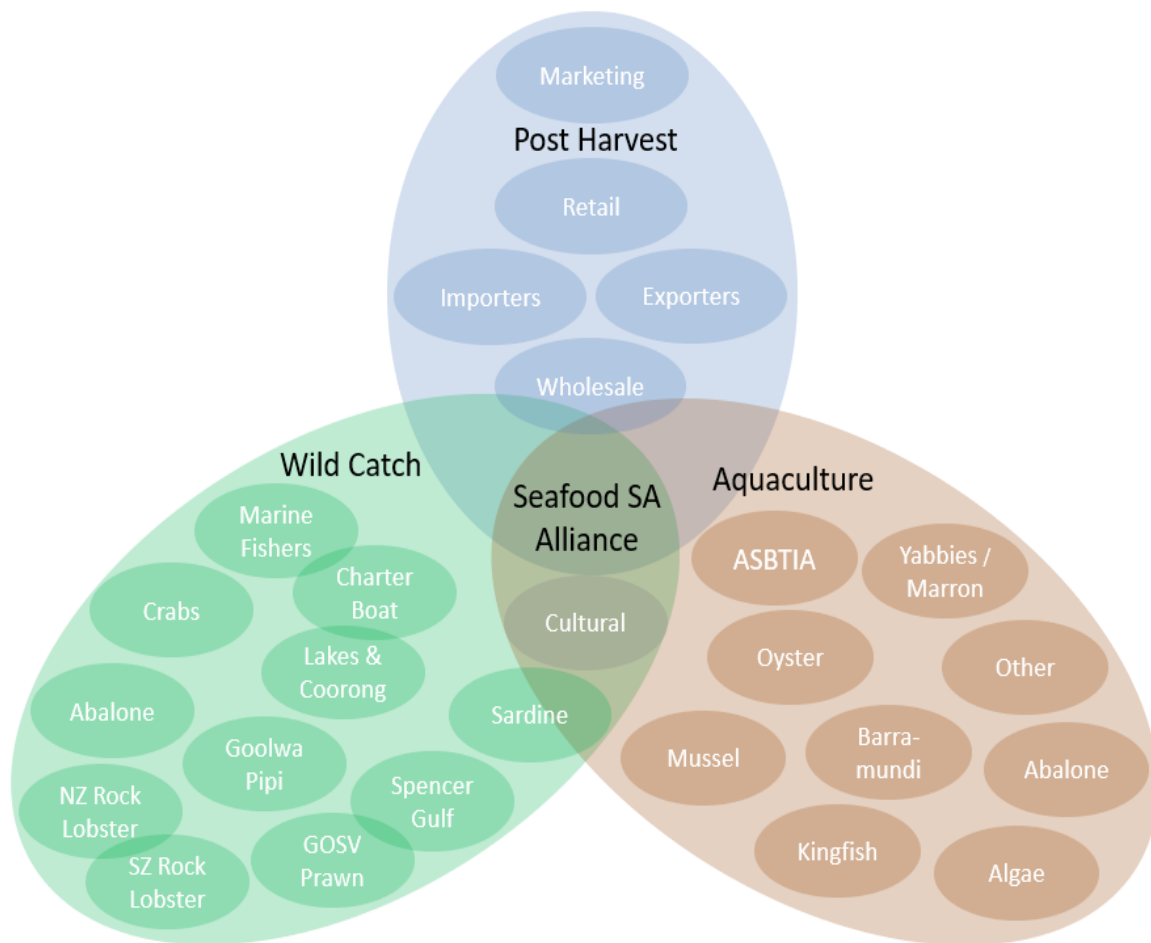 Marketing
Post Harvest
Retail
Importers
Exporters
Wholesale
Wild Catch
Marine
Fishers
Charter
Boat
Crabs
Lakes &
Coorong
Abalone
Goolwa
Pipi
Sardine
NZ Rock
Lobster
Spencer
Gulf
SZ Rock
Lobster
GOSV
Prawn
Seafood SA
Alliance
Cultural
Aquaculture
ASBTIA
Yabbies /
Marron
Oyster
Other
Mussel
Barra-
mundi
Abalone
Kingfish
Algae